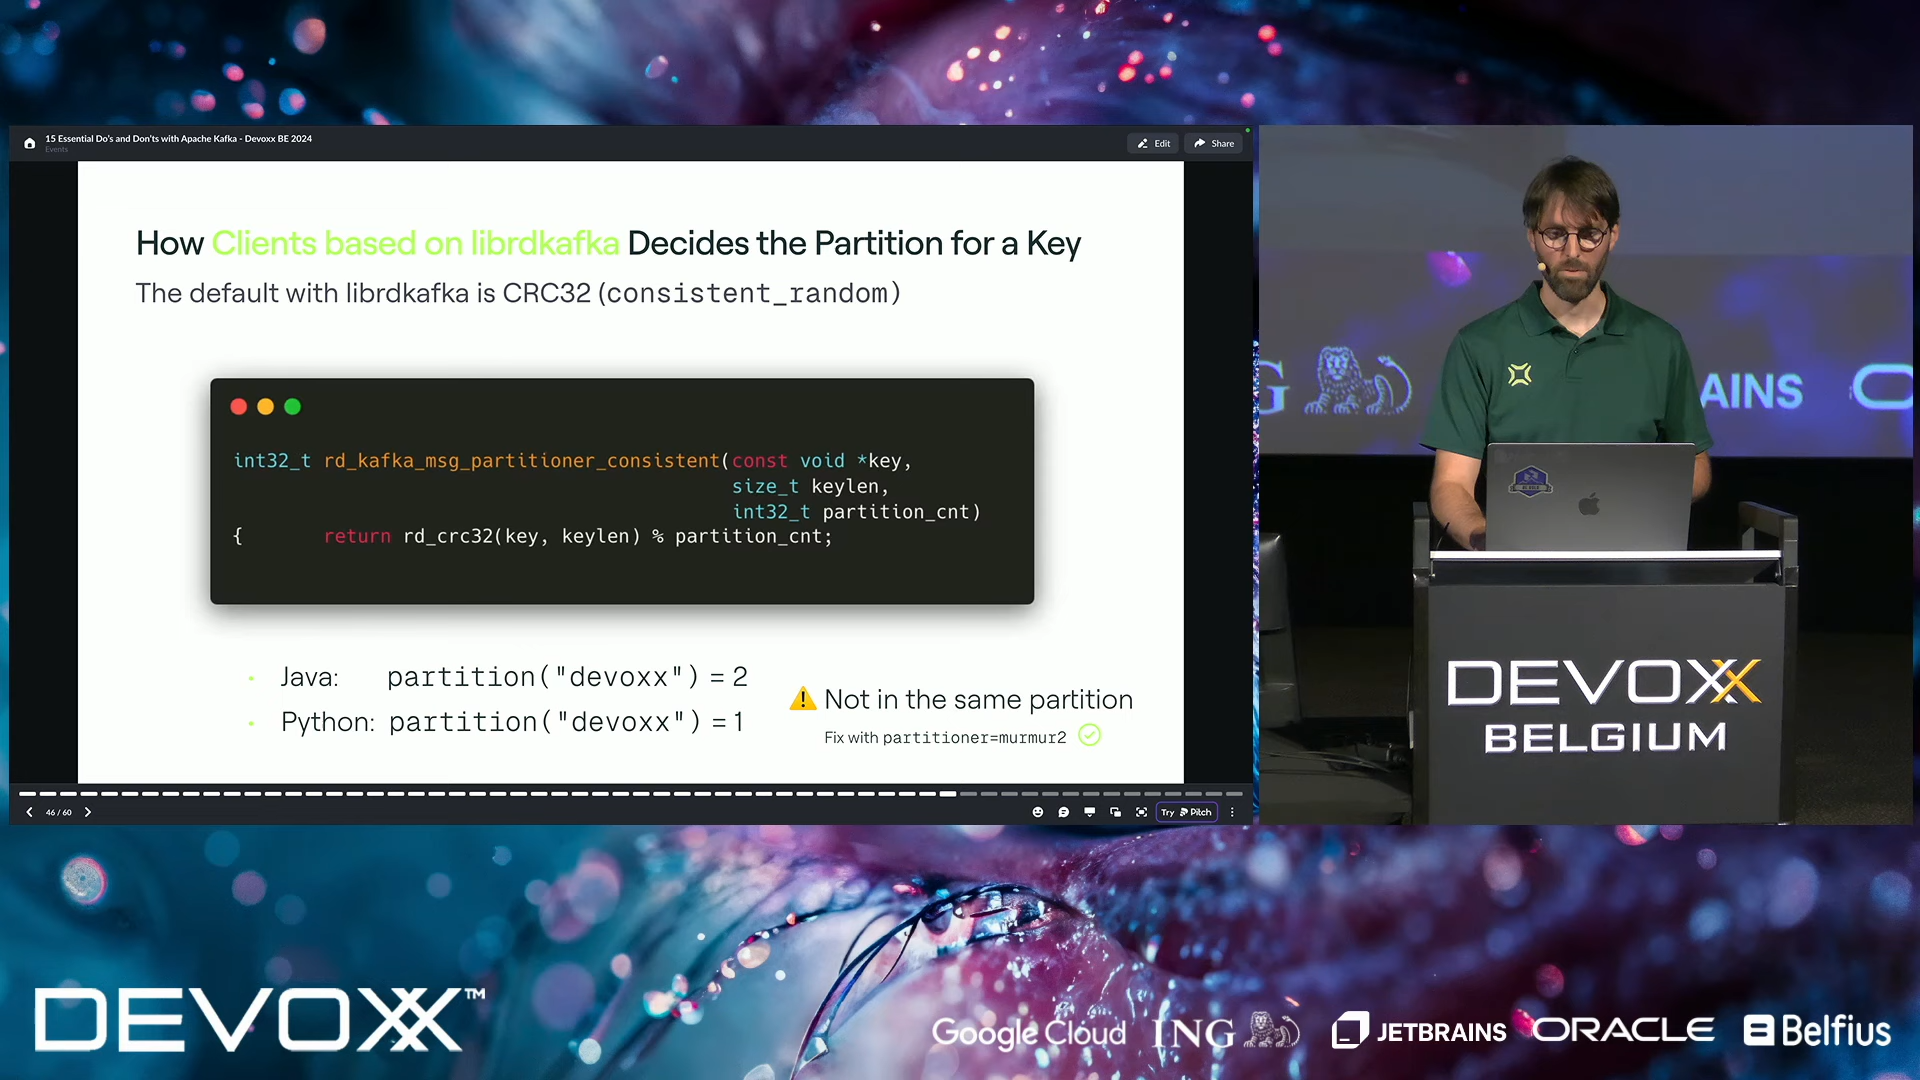 15 Essential Do's and Don'ts with Apache Kafka - Devoxx BE 2024
Events
Edit
Share
How Clients based on librdkafka Decides the Partition for a Key
The default with librdkafka is CRC32 (consistent_random)
int32_t rd_kafka_msg_partitioner_consistent(const void *key,
size_t keylen,
int32_t partition_cnt)
{ return rd_crc32(key, keylen) % partition_cnt;
Java: partition("devoxx") = 2
Python: partition("devoxx") = 1
Not in the same partition
Fix with partitioner=murmur2
46 / 60
Try Pitch
G
AINS
DEVOXX
BELGIUM
DEVOXX™
Google Cloud
ING
JETBRAINS
ORACLE
Belfius